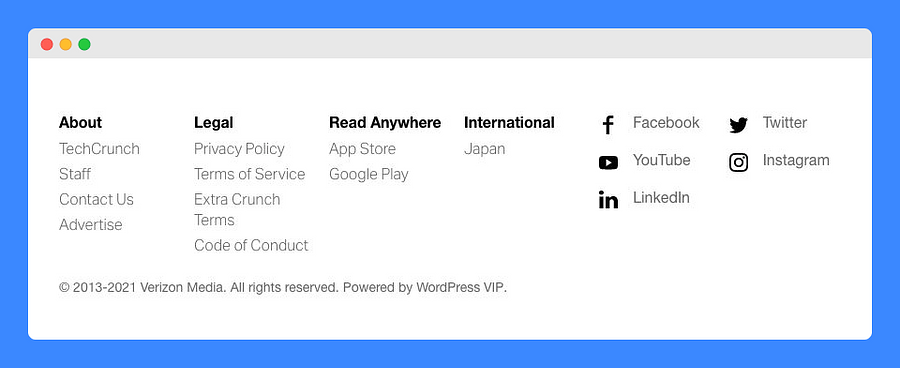 About
TechCrunch
Staff
Contact Us
Advertise
Legal
Privacy Policy
Terms of Service
Extra Crunch
Terms
Code of Conduct
Read Anywhere
App Store
Google Play
International
Japan
Facebook
YouTube
LinkedIn
Twitter
Instagram
© 2013-2021 Verizon Media. All rights reserved. Powered by WordPress VIP.